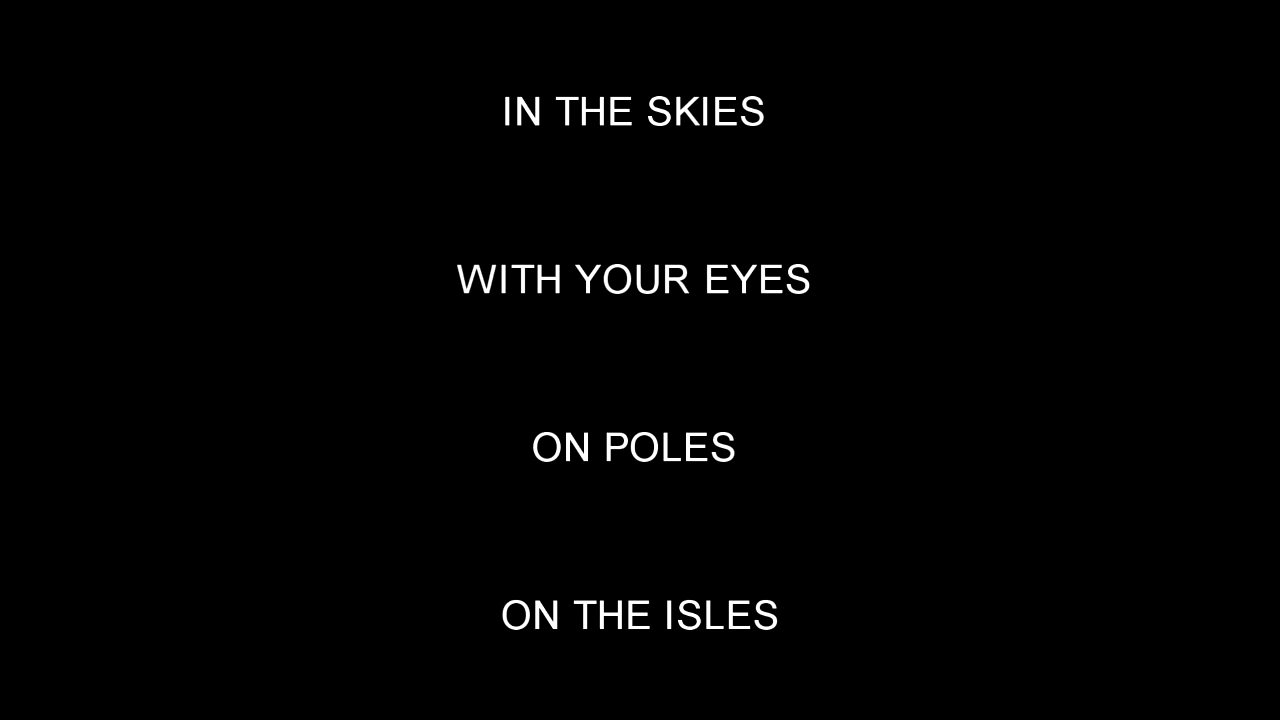 IN THE SKIES
WITH YOUR EYES
ON POLES
ON THE ISLES